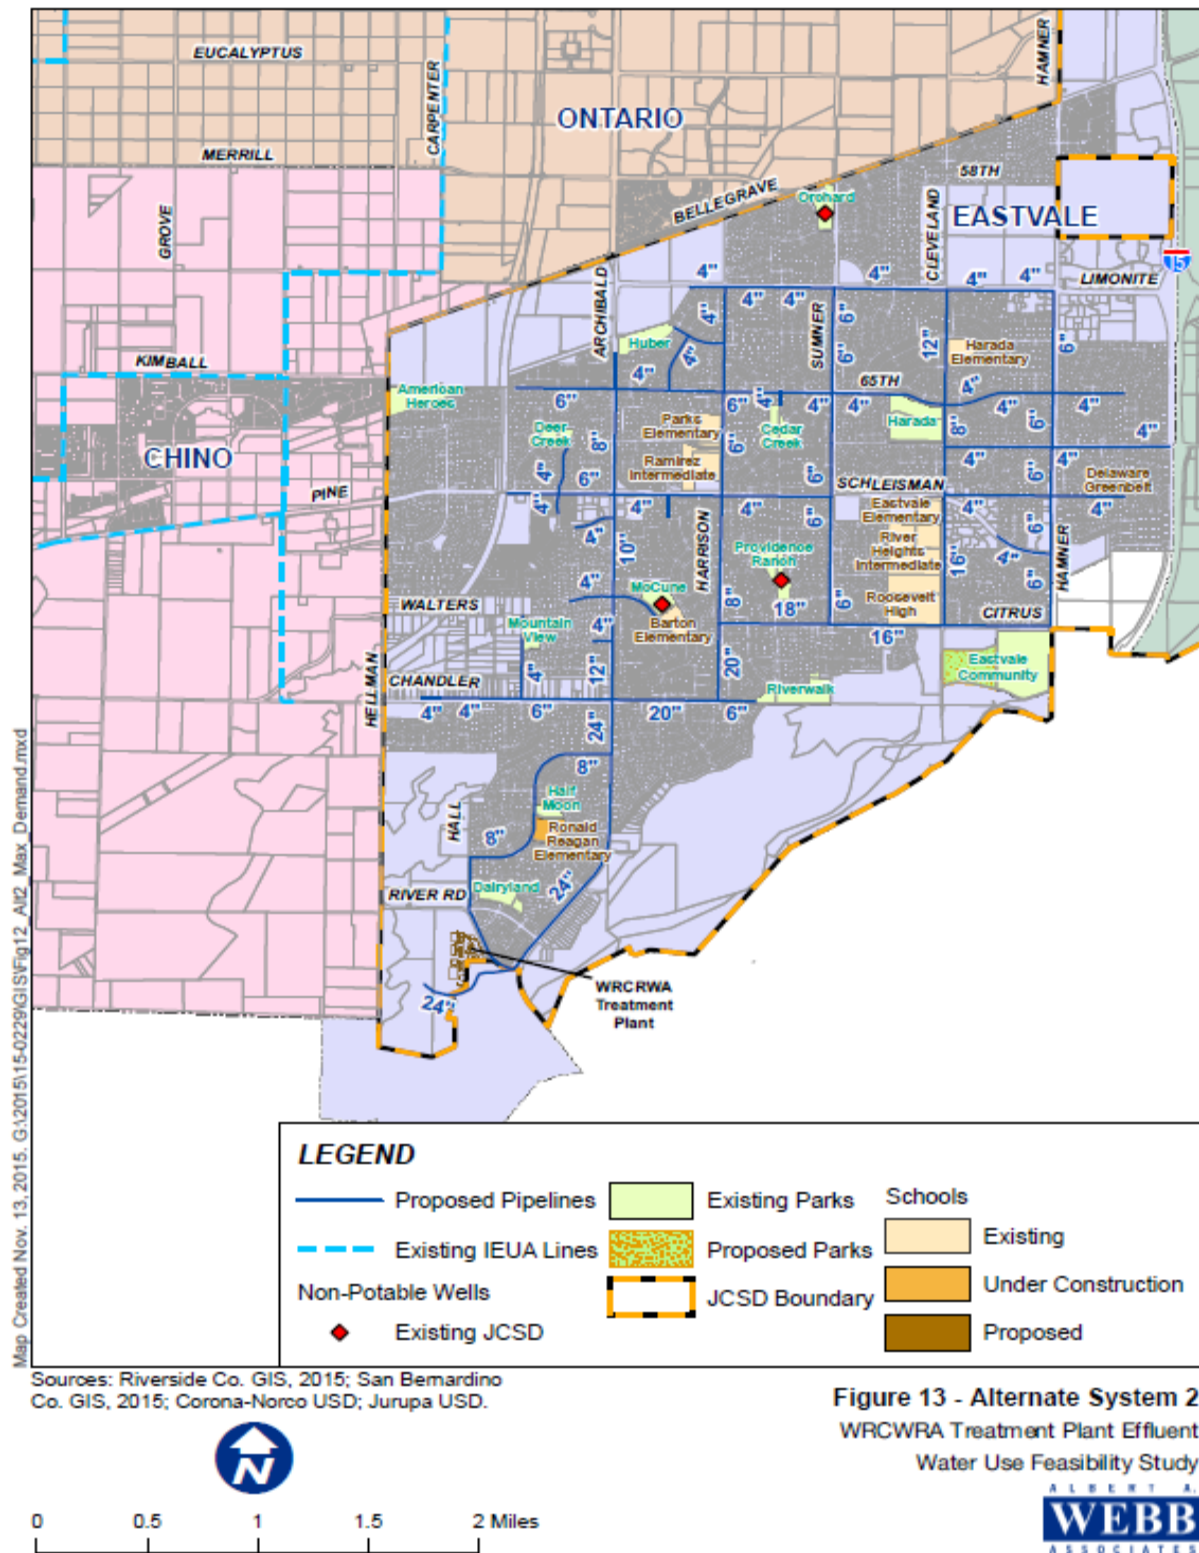 EUCALYPTUS
CARPENTER
HAMNER
ONTARIO
MERRILL
58TH
BELLEGRAVE
Orchard
GROVE
CLEVELAND
EASTVALE
15
LIMONITE
4" 4" 4" 4"
4" 4"
ARCHIBALD
4"
SUMNER
6"
12"
6"
Huber
Harada
Elementary
KIMBALL
4"
6"
4"
65TH
4"
American
Heroes
6"
6" 4" 4" 4" 4" 4"
Parks
Elementary
Cedar
Creek
Harada
8"
6"
4"
CHINO
Deer
Creek
8"
6"
Ramirez
Intermediate
4"
6"
6"
4" 4"
Delaware
Greenbelt
PINE
SCHLEISMAN
4"
4"
4"
4"
4"
4"
Eastvale
Elementary
4"
10"
HARRISON
6"
Providence
Ranch
River
Heights
Intermediate
16"
4"
6"
6"
HAMNER
WALTERS
4"
McCune
8"
18"
6"
Roosevelt
High
CITRUS
Mountain
View
4"
Barton
Elementary
16"
HELLMAN
CHANDLER
4"
12"
20"
Riverwalk
Eastvale
Community
4" 4" 6" 20" 6"
24"
8"
Half
Moon
HALL
8"
Ronald
Reagan
Elementary
RIVER RD
Dairyland
24"
24"
WRCRWA
Treatment
Plant
Map Created Nov. 13, 2015. G:\2015\15-0229\GIS\Fig12_Alt2_Max_Demand.mxd
LEGEND
Proposed Pipelines
Existing IEUA Lines
Non-Potable Wells
Existing JCSD
Existing Parks
Proposed Parks
JCSD Boundary
Schools
Existing
Under Construction
Proposed
Sources: Riverside Co. GIS, 2015; San Bernardino
Co. GIS, 2015; Corona-Norco USD; Jurupa USD.
N
0 0.5 1 1.5 2 Miles
Figure 13 - Alternate System 2
WRCWRA Treatment Plant Effluent
Water Use Feasibility Study
ALBERT A.
WEBB
ASSOCIATES